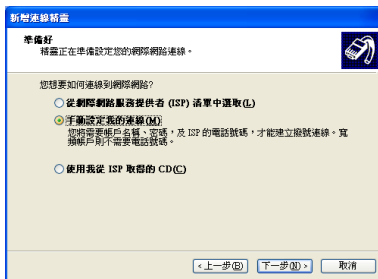 新增連線精靈
準備好
精靈正在準備設定您的網際網路連線。
您想要如何連線到網際網路?
從網際網路服務提供者 (ISP) 清單中選取(L)
手動設定我的連線(M)
您將需要帳戶名稱、密碼，及 ISP 的電話號碼，才能建立撥號連線。寬
頻帳戶則不需要電話號碼。
使用我從 ISP 取得的 CD(C)
<上一步(B)
下一步(N)>
取消